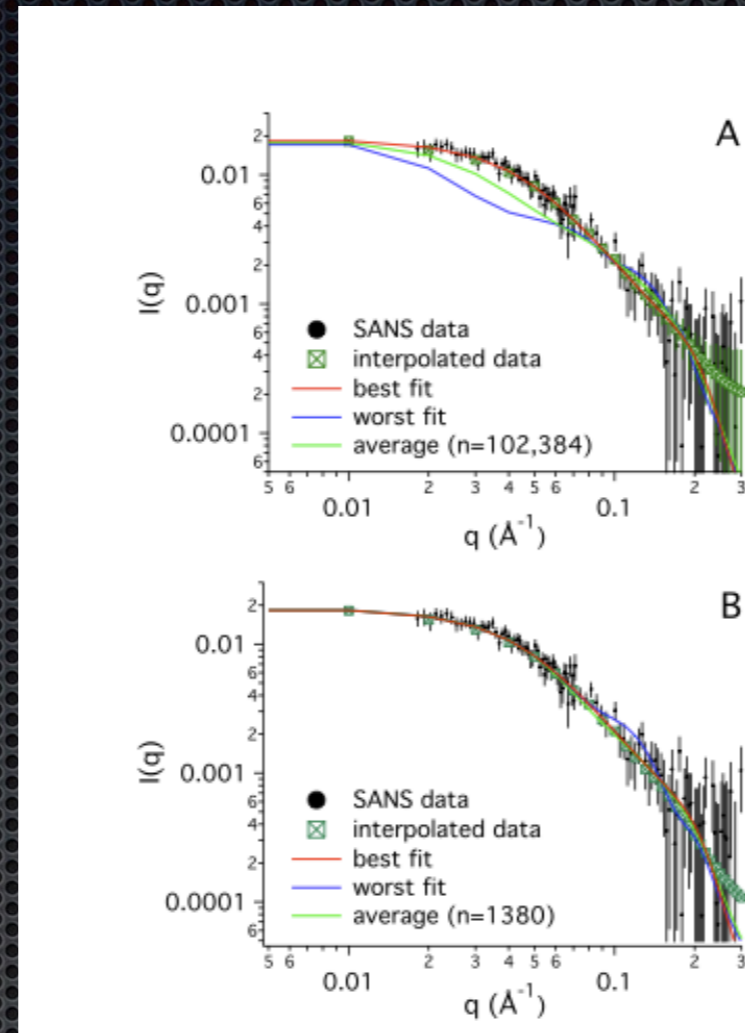 A
2
0.01
6
4
2
0.001
6
4
2
0.0001
6
I(q)
SANS data
interpolated data
best fit
worst fit
average (n=102,384)
5 6 2 3 4 5 6 2 3
0.01 0.1
q (Å⁻¹)
B
2
0.01
6
4
2
0.001
6
4
2
0.0001
6
I(q)
SANS data
interpolated data
best fit
worst fit
average (n=1380)
5 6 2 3 4 5 6 2 3
0.01 0.1
q (Å⁻¹)